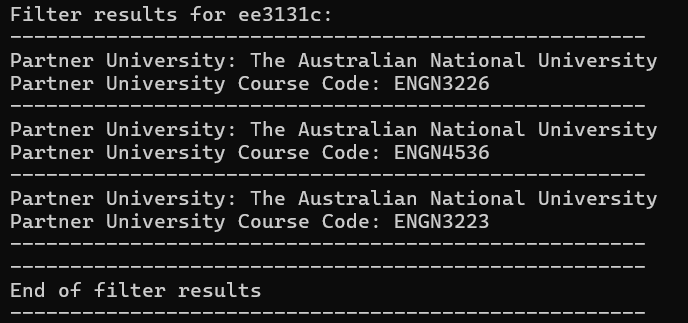 Filter results for ee3131c:
-----------------------------------------------------
Partner University: The Australian National University
Partner University Course Code: ENGN3226
-----------------------------------------------------
Partner University: The Australian National University
Partner University Course Code: ENGN4536
-----------------------------------------------------
Partner University: The Australian National University
Partner University Course Code: ENGN3223
-----------------------------------------------------
-----------------------------------------------------
End of filter results
-----------------------------------------------------